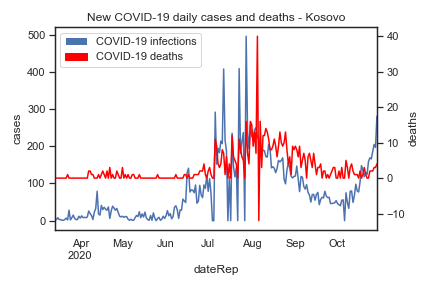 New COVID-19 daily cases and deaths - Kosovo
COVID-19 infections
COVID-19 deaths
500
400
300
200
100
0
cases
40
30
20
10
0
−10
deaths
Apr
2020
May
Jun
Jul
Aug
Sep
Oct
dateRep